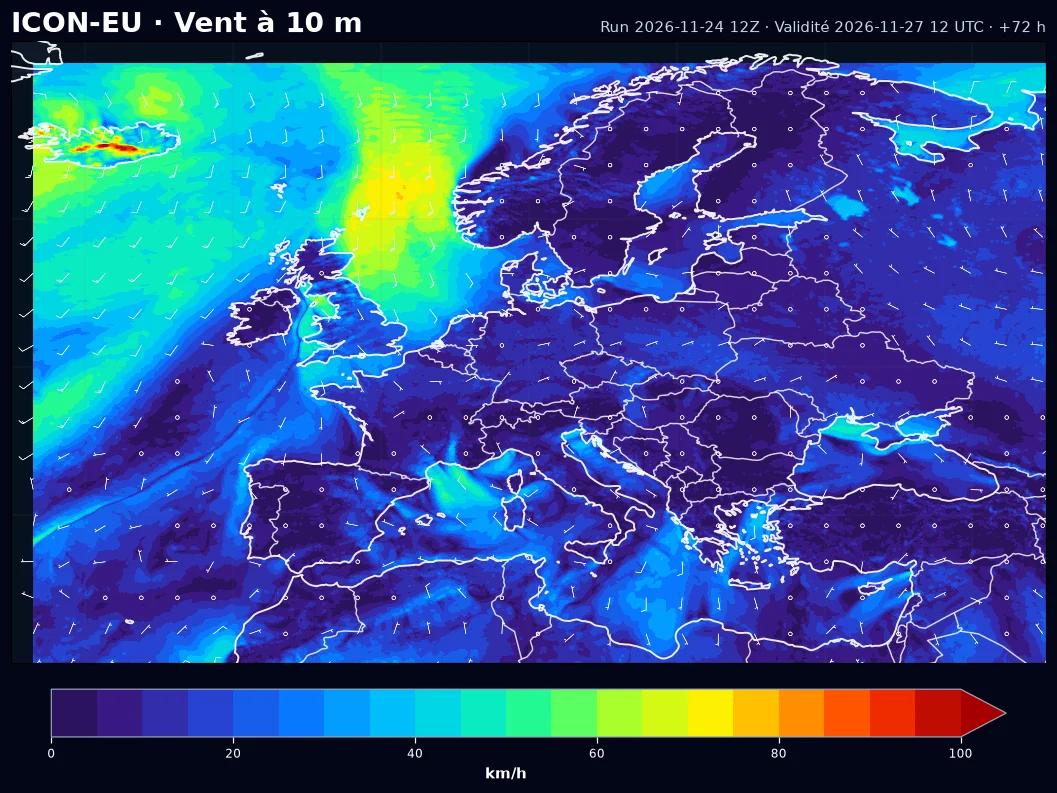 ICON-EU · Vent à 10 m
Run 2026-11-24 12Z · Validité 2026-11-27 12 UTC · +72 h
0 20 40 60 80 100
km/h